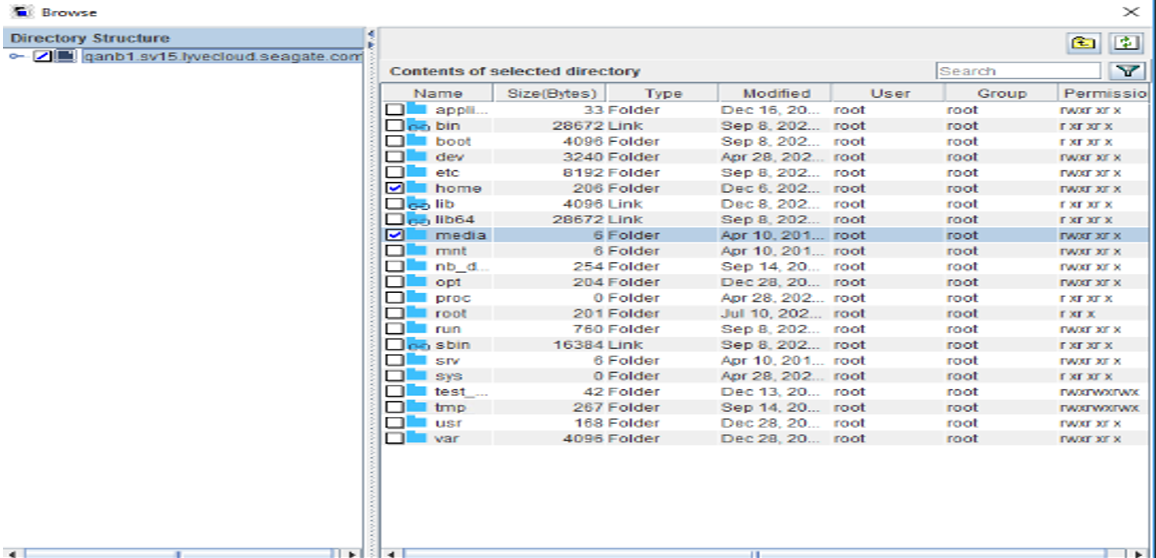 Browse
Directory Structure
qanb1.sv15.lyvecloud.seagate.com
Contents of selected directory
Search
Name Size(Bytes) Type Modified User Group Permissio
appli... 33 Folder Dec 16, 20... root root rwxr xr x
bin 28672 Link Sep 8, 202... root root r xr xr x
boot 4096 Folder Sep 8, 202... root root r xr xr x
dev 3240 Folder Apr 28, 202... root root rwxr xr x
etc 8192 Folder Sep 8, 202... root root rwxr xr x
home 206 Folder Dec 6, 202... root root rwxr xr x
lib 4096 Link Dec 8, 202... root root r xr xr x
lib64 28672 Link Sep 8, 202... root root r xr xr x
media 6 Folder Apr 10, 201... root root rwxr xr x
mnt 6 Folder Apr 10, 201... root root rwxr xr x
nb_d... 254 Folder Sep 14, 20... root root rwxr xr x
opt 204 Folder Dec 28, 20... root root rwxr xr x
proc 0 Folder Apr 28, 202... root root r xr xr x
root 201 Folder Jul 10, 202... root root r xr x
run 760 Folder Sep 8, 202... root root rwxr xr x
sbin 16384 Link Sep 8, 202... root root r xr xr x
srv 6 Folder Apr 10, 201... root root rwxr xr x
sys 0 Folder Apr 28, 202... root root r xr xr x
test_... 42 Folder Dec 13, 20... root root rwxrwxrwx
tmp 267 Folder Sep 14, 20... root root rwxrwxrwx
usr 168 Folder Dec 28, 20... root root rwxr xr x
var 4096 Folder Dec 28, 20... root root rwxr xr x